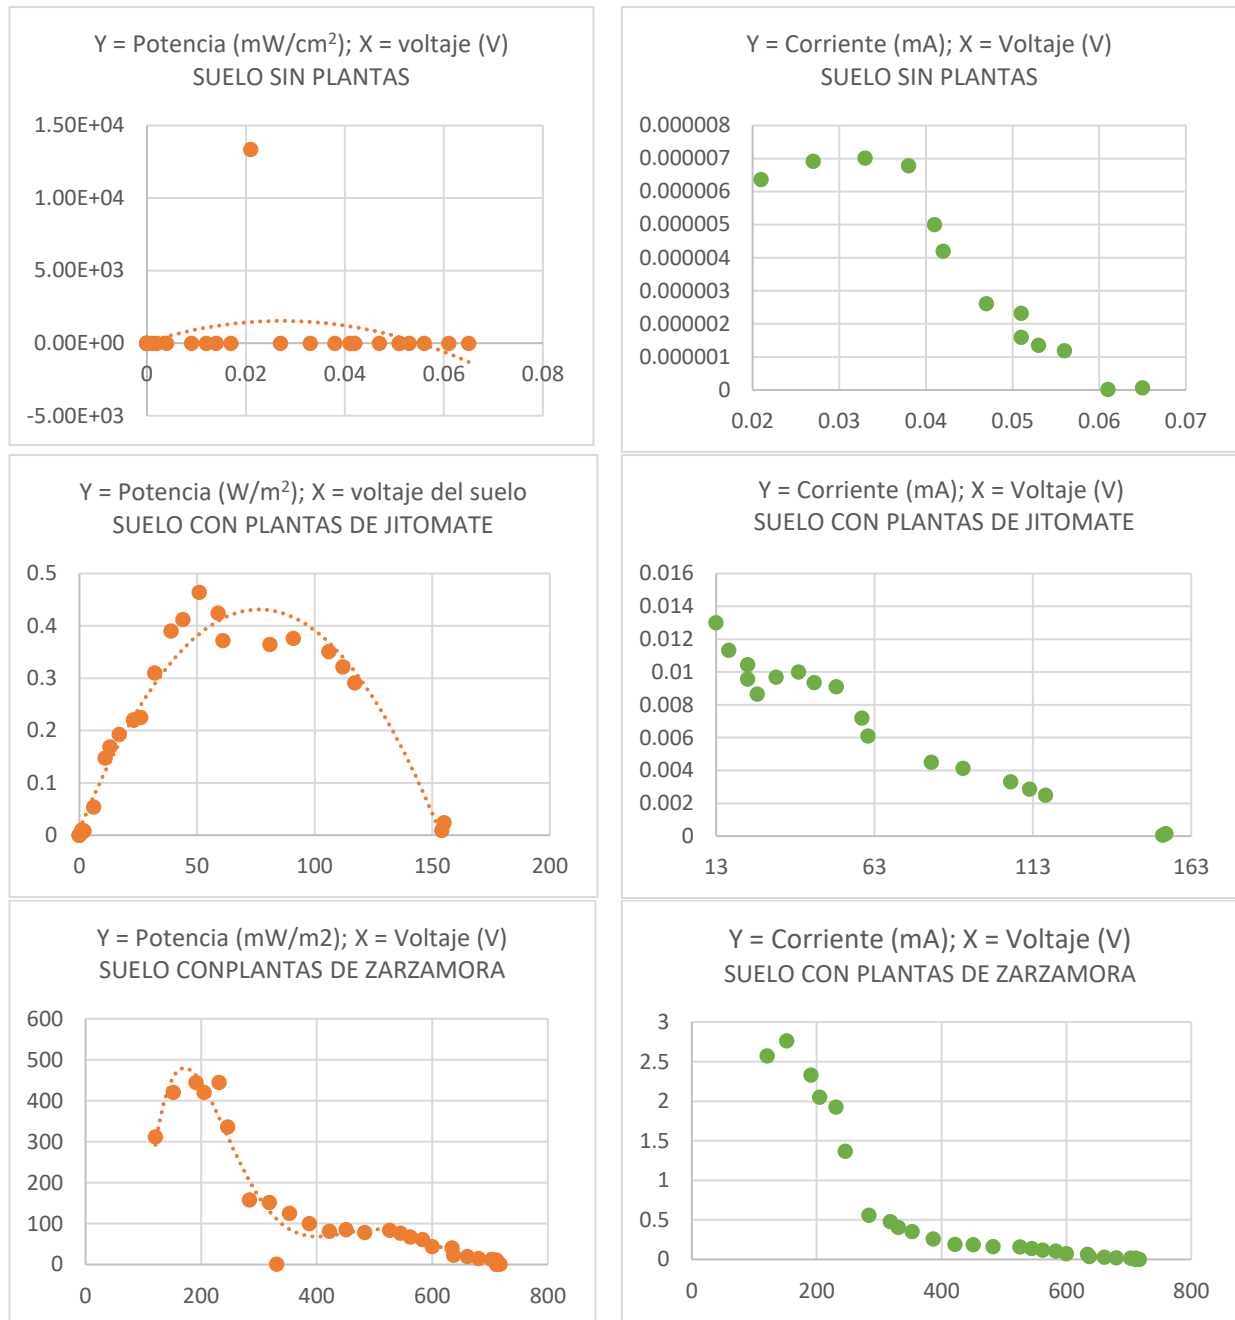 Y = Potencia (mW/cm²); X = voltaje (V)
SUELO SIN PLANTAS
1.50E+04
1.00E+04
5.00E+03
0.00E+00
-5.00E+03
0 0.02 0.04 0.06 0.08
Y = Corriente (mA); X = Voltaje (V)
SUELO SIN PLANTAS
0.000008
0.000007
0.000006
0.000005
0.000004
0.000003
0.000002
0.000001
0
0.02 0.03 0.04 0.05 0.06 0.07
Y = Potencia (W/m²); X = voltaje del suelo
SUELO CON PLANTAS DE JITOMATE
0.5
0.4
0.3
0.2
0.1
0
0 50 100 150 200
Y = Corriente (mA); X = Voltaje (V)
SUELO CON PLANTAS DE JITOMATE
0.016
0.014
0.012
0.01
0.008
0.006
0.004
0.002
0
13 63 113 163
Y = Potencia (mW/m2); X = Voltaje (V)
SUELO CONPLANTAS DE ZARZAMORA
600
500
400
300
200
100
0
0 200 400 600 800
Y = Corriente (mA); X = Voltaje (V)
SUELO CON PLANTAS DE ZARZAMORA
3
2.5
2
1.5
1
0.5
0
0 200 400 600 800